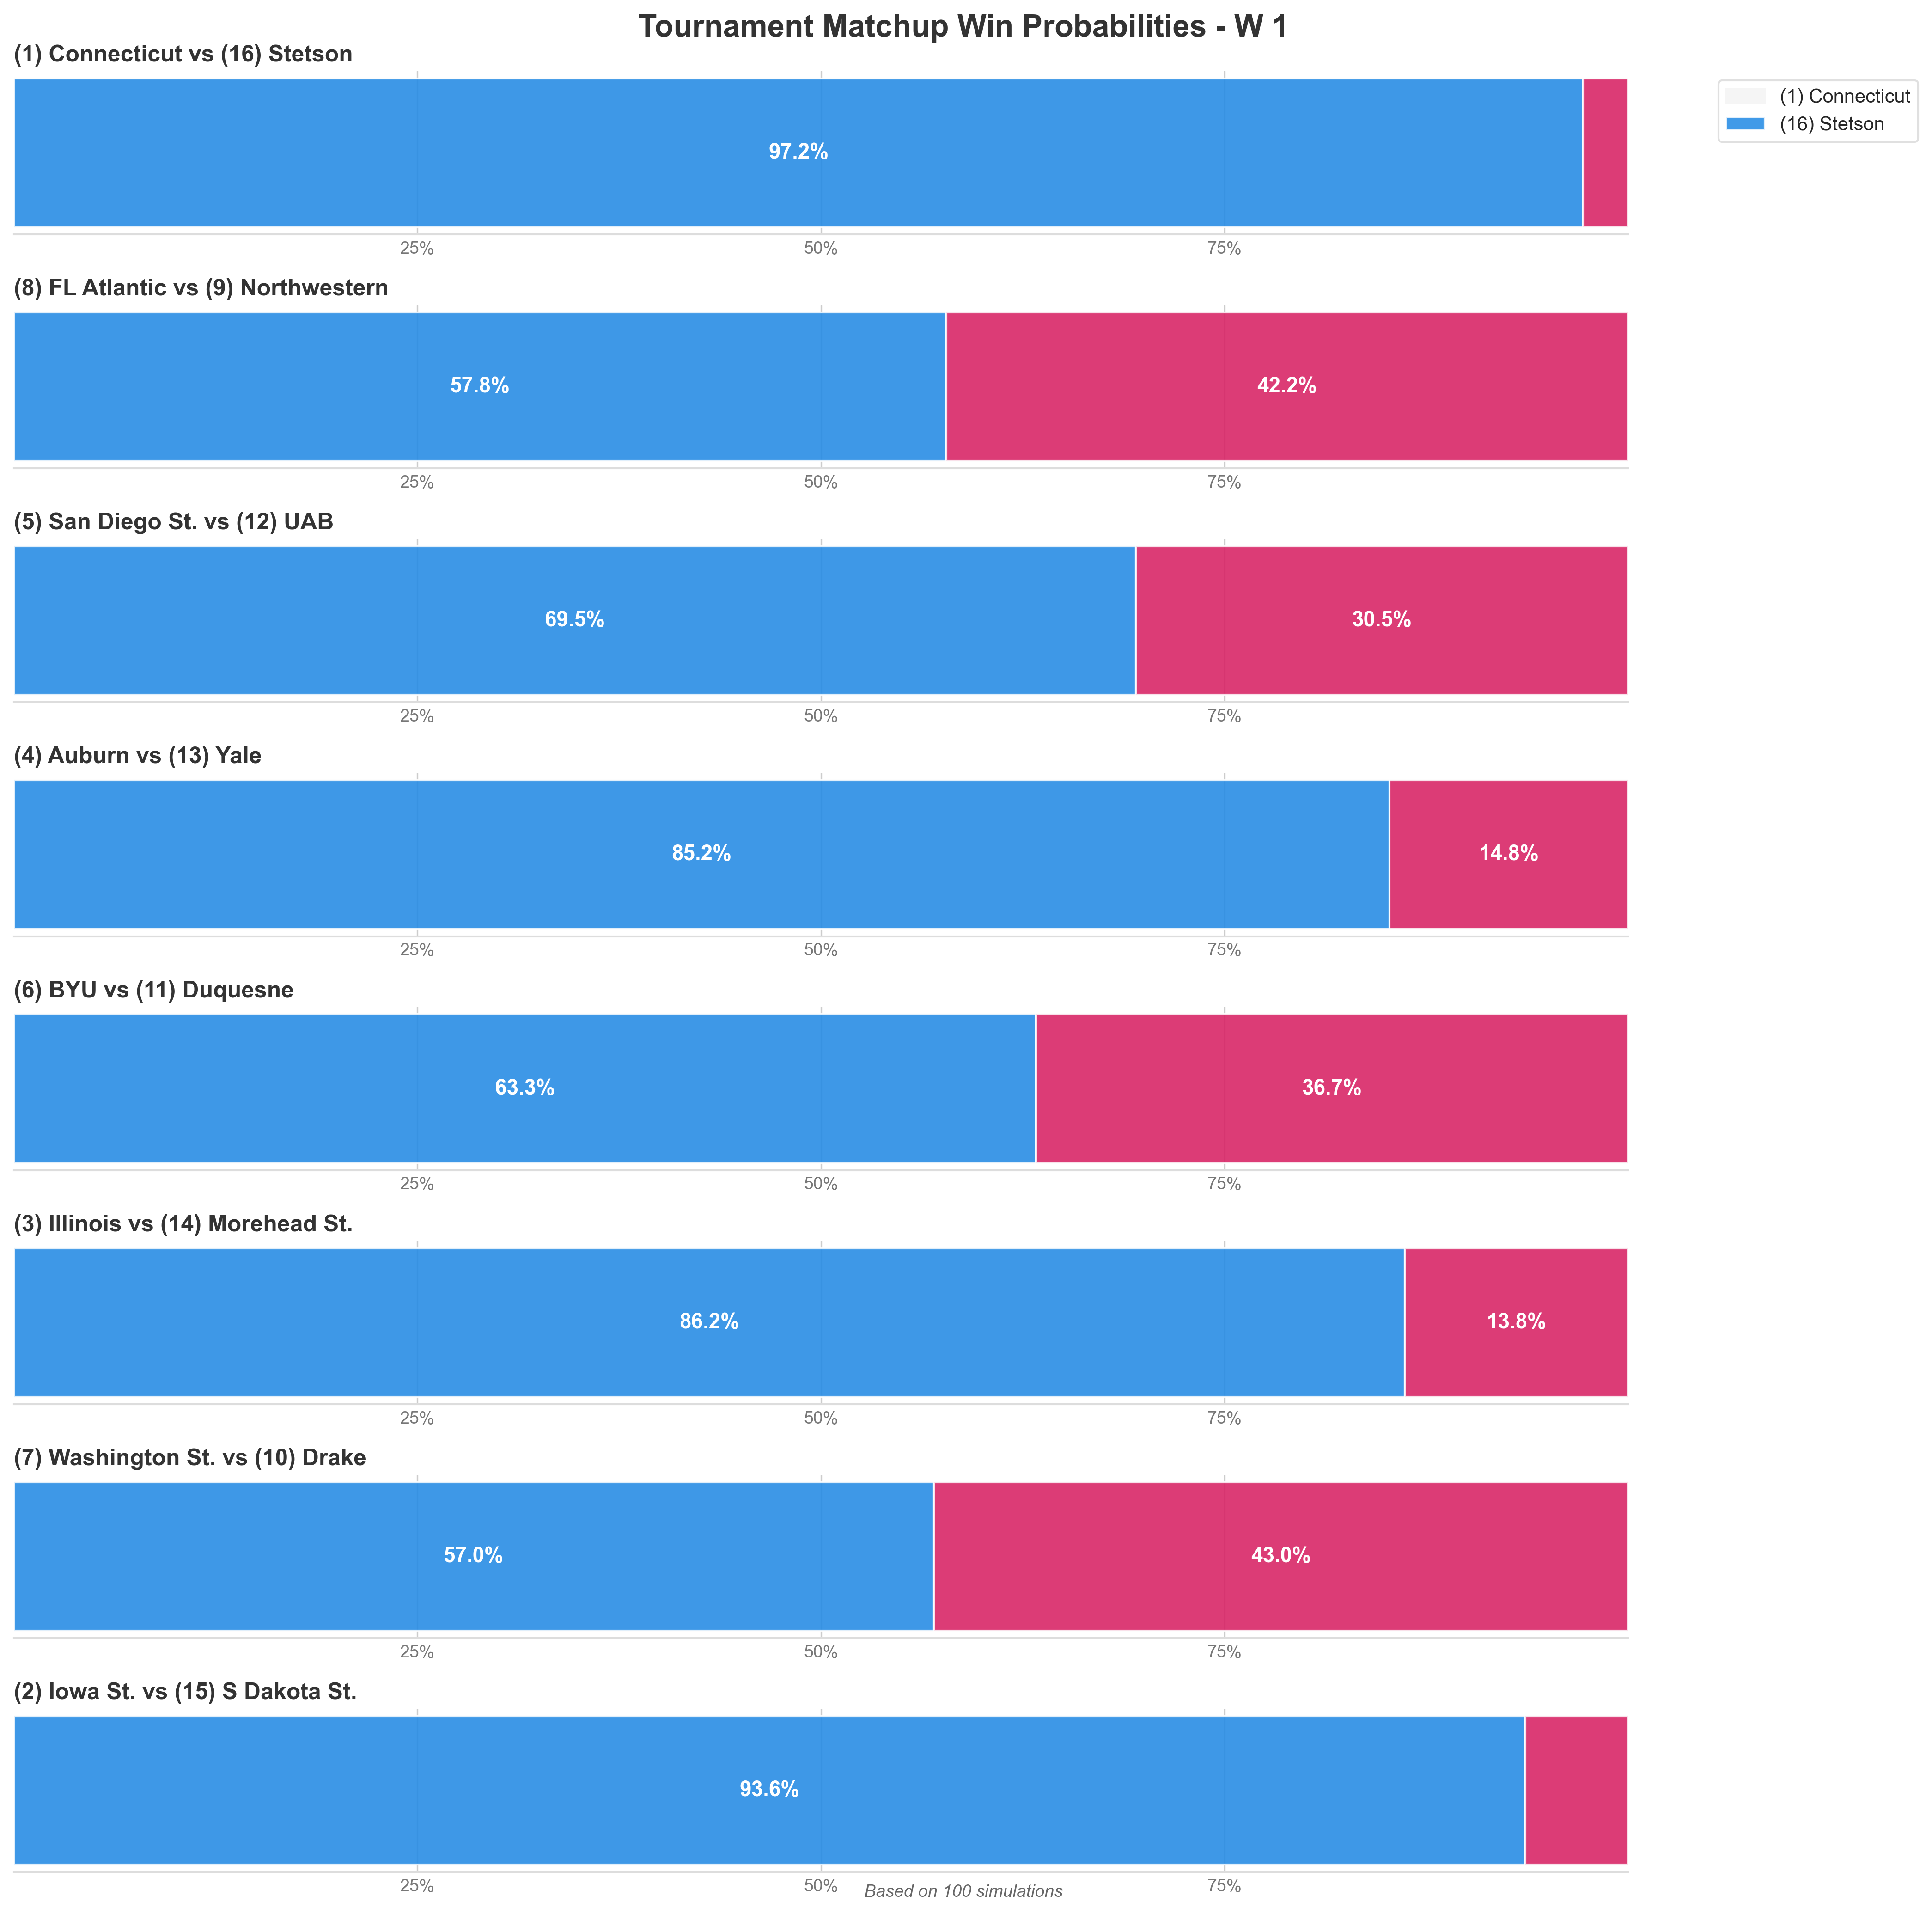 Tournament Matchup Win Probabilities - W 1
(1) Connecticut vs (16) Stetson
(1) Connecticut
(16) Stetson
97.2%
25% 50% 75%
(8) FL Atlantic vs (9) Northwestern
57.8% 42.2%
25% 50% 75%
(5) San Diego St. vs (12) UAB
69.5% 30.5%
25% 50% 75%
(4) Auburn vs (13) Yale
85.2% 14.8%
25% 50% 75%
(6) BYU vs (11) Duquesne
63.3% 36.7%
25% 50% 75%
(3) Illinois vs (14) Morehead St.
86.2% 13.8%
25% 50% 75%
(7) Washington St. vs (10) Drake
57.0% 43.0%
25% 50% 75%
(2) Iowa St. vs (15) S Dakota St.
93.6%
25% 50% 75%
Based on 100 simulations